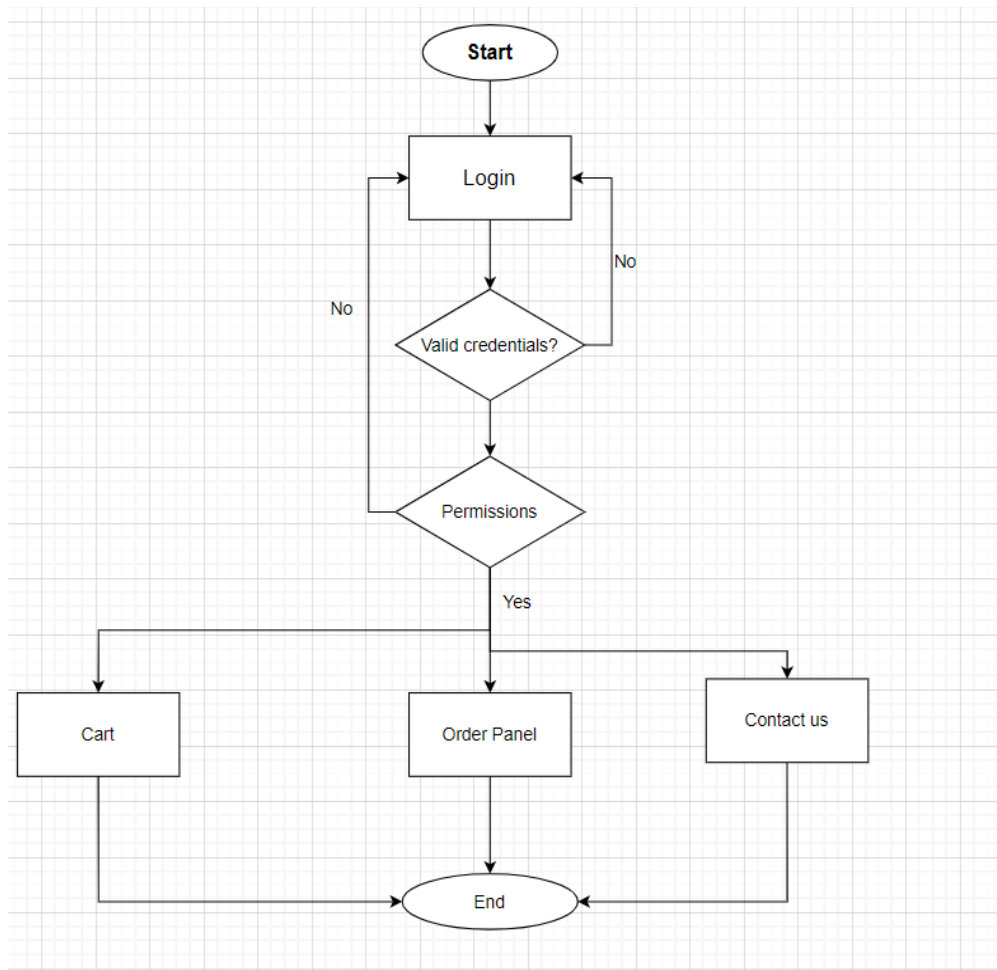 Start
Login
No
No
Valid credentials?
Permissions
Yes
Cart
Order Panel
Contact us
End